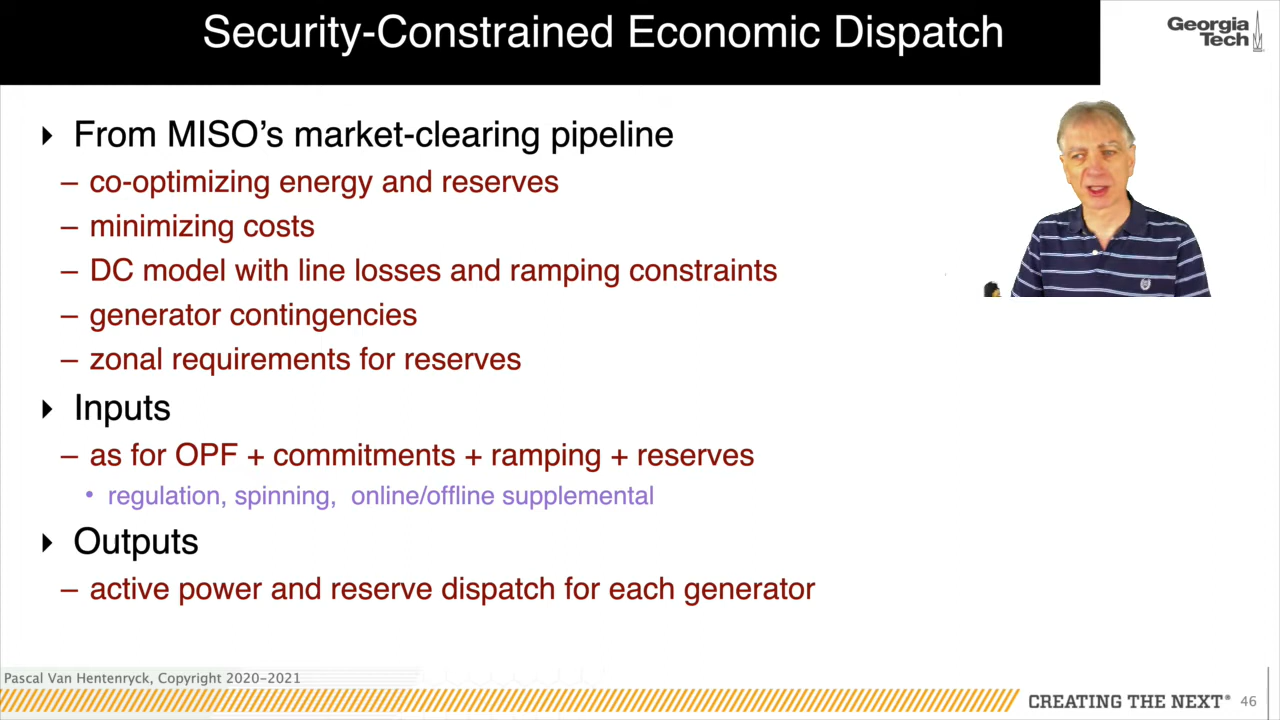 Security-Constrained Economic Dispatch
Georgia
Tech
From MISO's market-clearing pipeline
– co-optimizing energy and reserves
– minimizing costs
– DC model with line losses and ramping constraints
– generator contingencies
– zonal requirements for reserves
Inputs
– as for OPF + commitments + ramping + reserves
• regulation, spinning, online/offline supplemental
Outputs
– active power and reserve dispatch for each generator
Pascal Van Hentenryck, Copyright 2020-2021
CREATING THE NEXT® 46